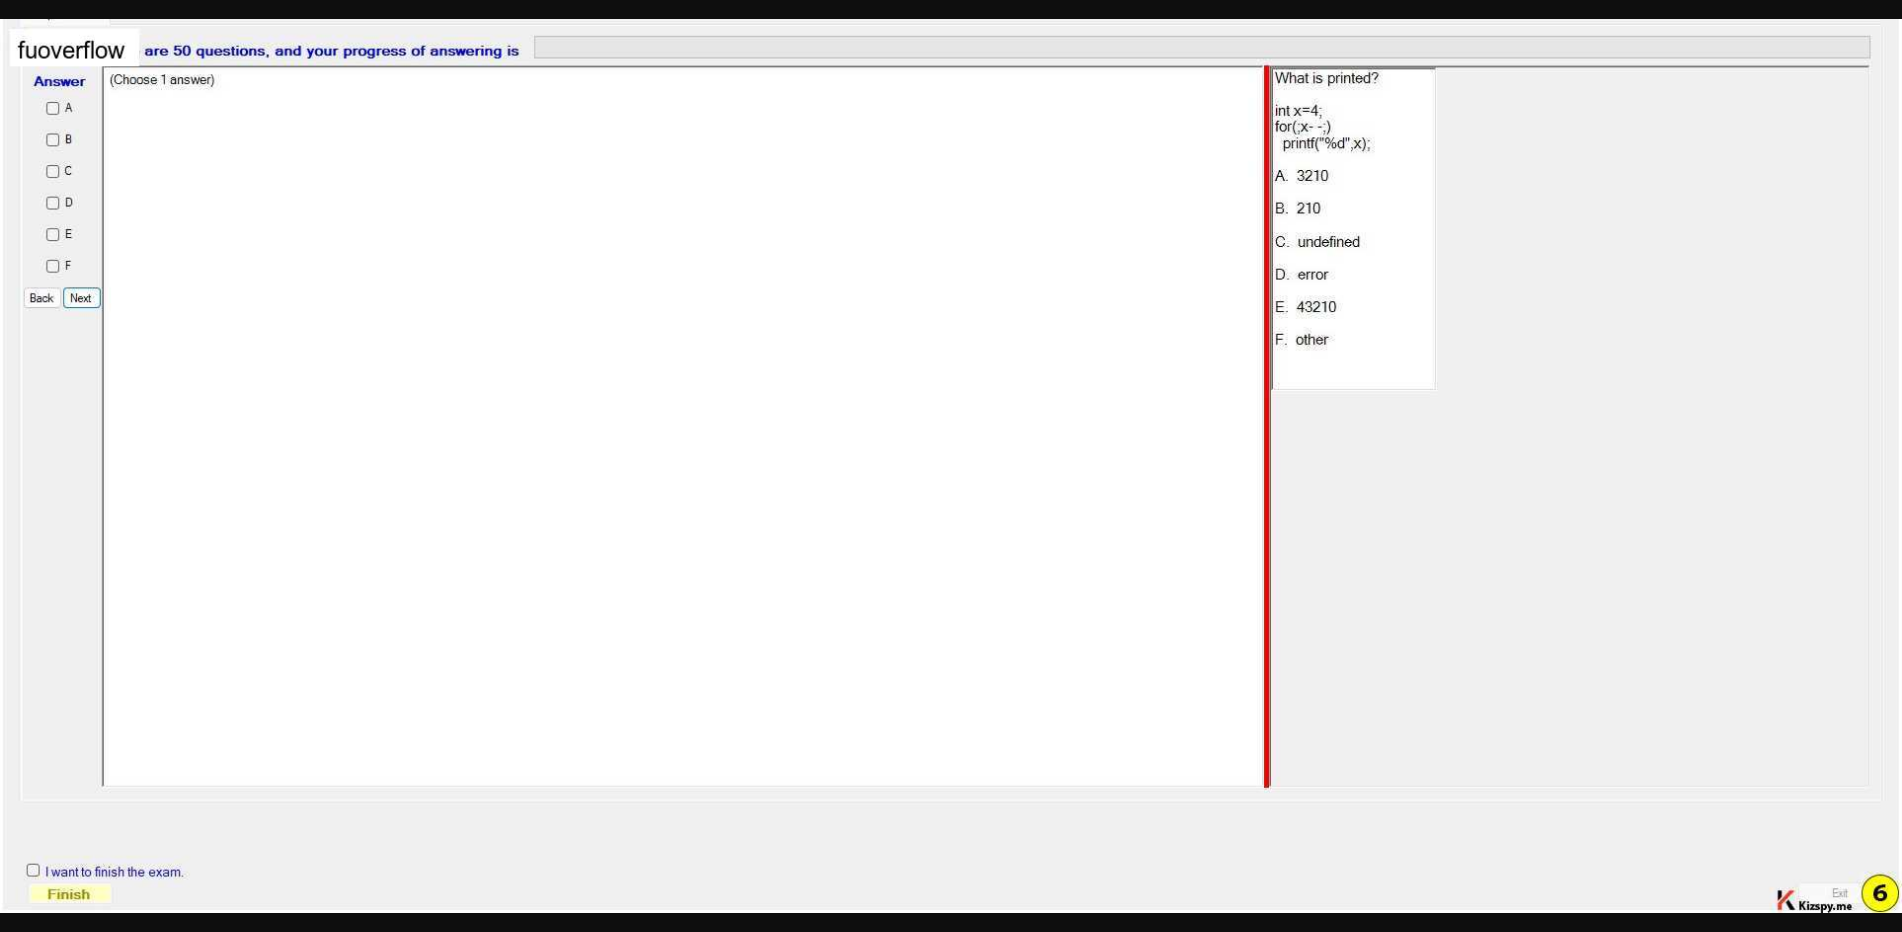 fuoverflow are 50 questions, and your progress of answering is
Answer
(Choose 1 answer)
A
B
C
D
E
F
Back Next
What is printed?
int x=4;
for(;x- -;)
printf("%d",x);
A. 3210
B. 210
C. undefined
D. error
E. 43210
F. other
I want to finish the exam.
Finish
Exit
Kizspy.me
6